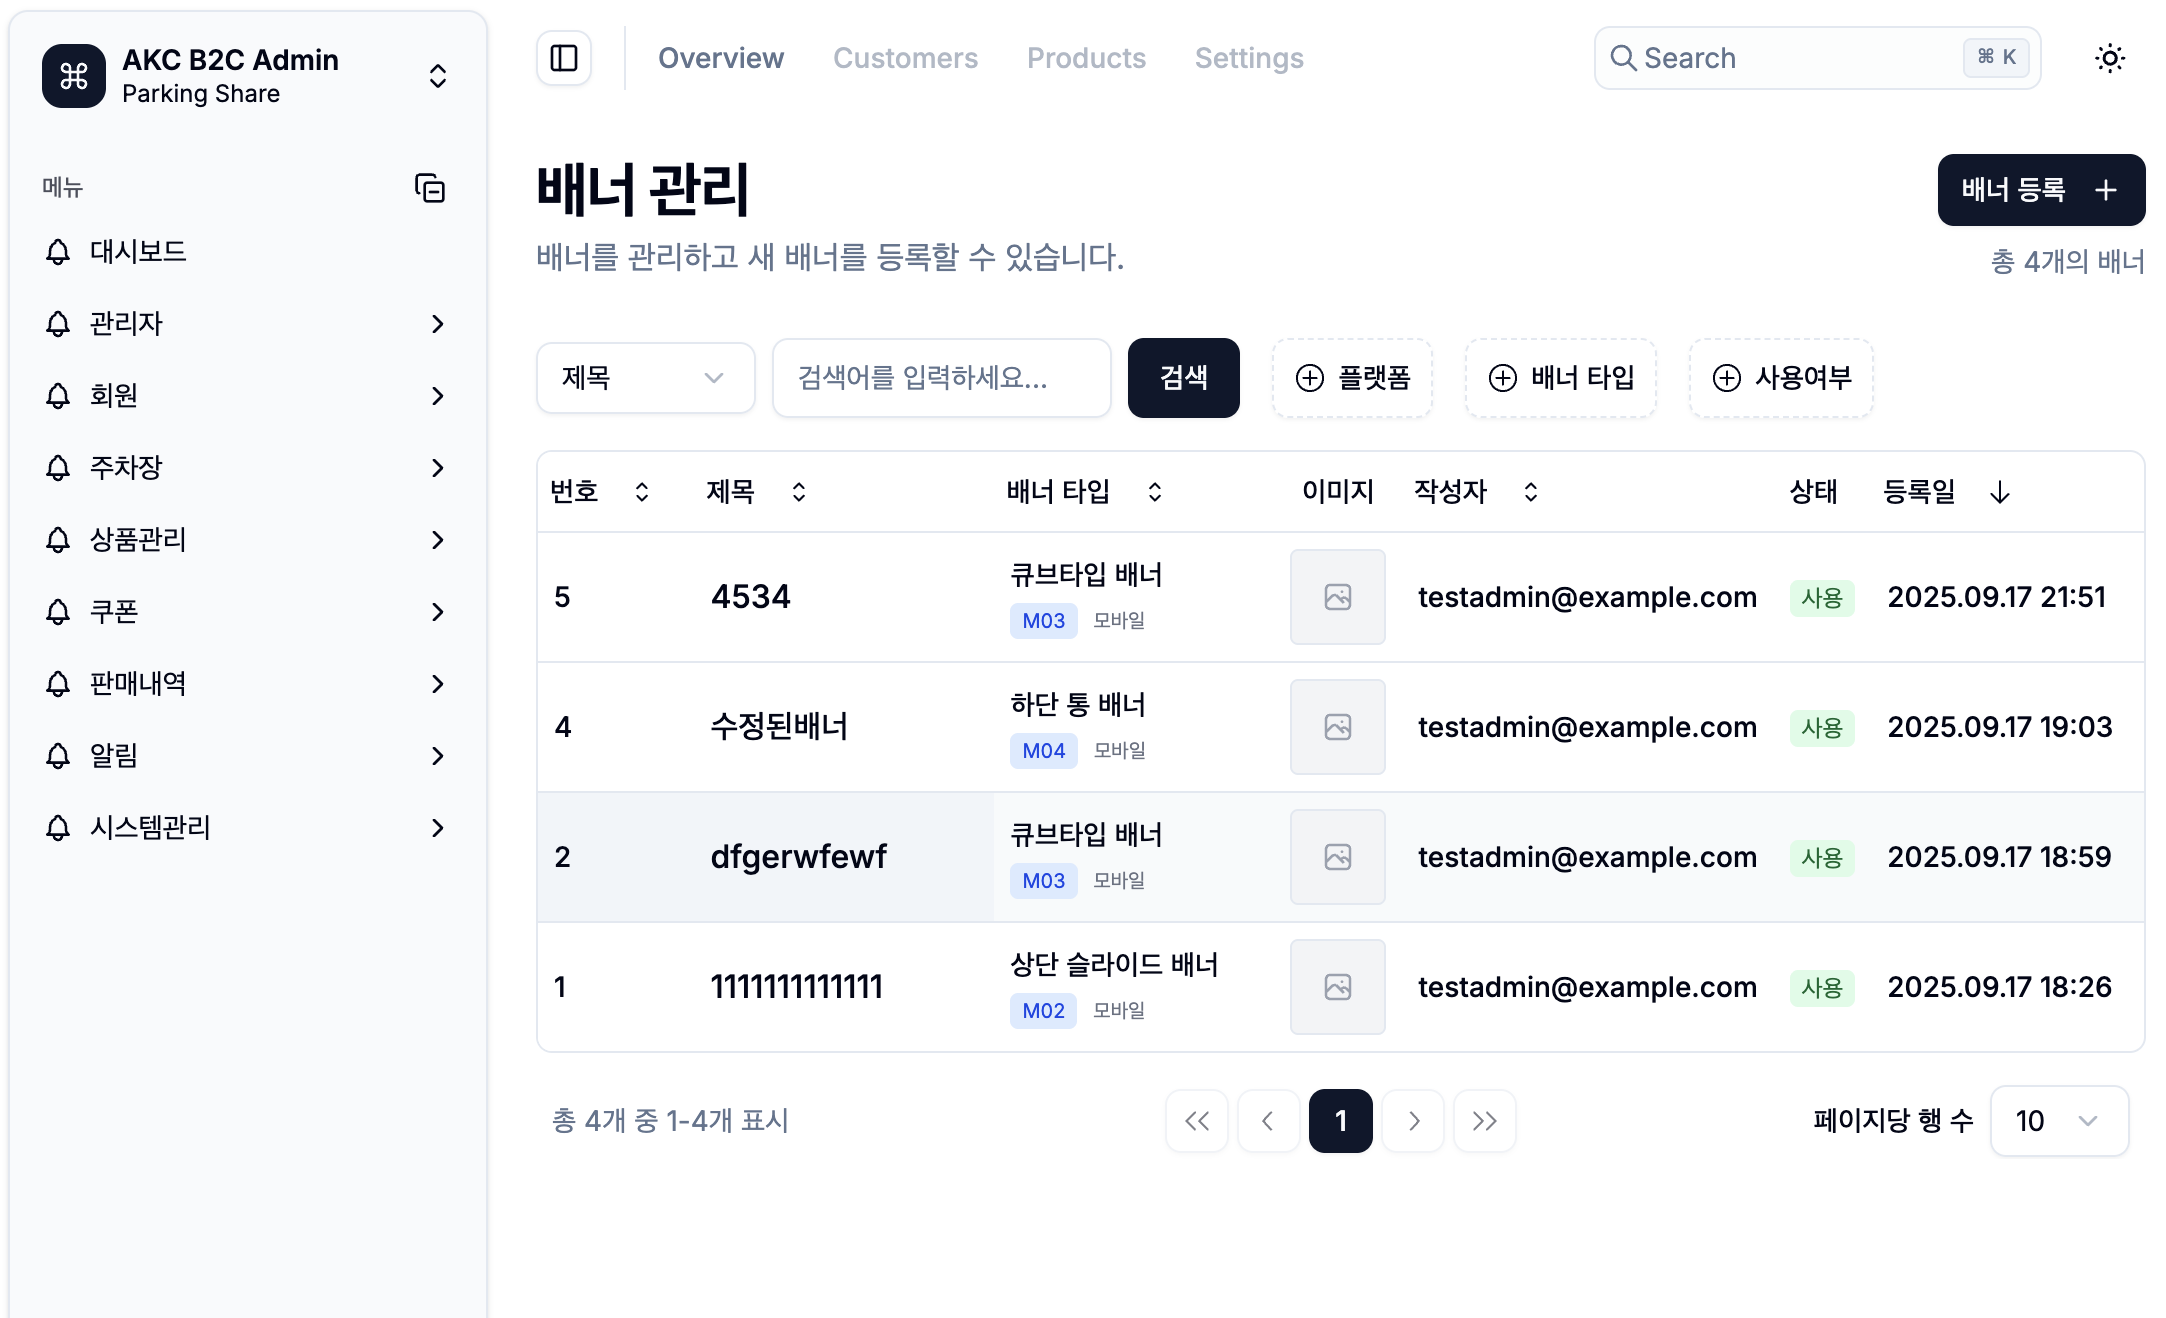 AKC B2C Admin
Parking Share
메뉴
대시보드
관리자
회원
주차장
상품관리
쿠폰
판매내역
알림
시스템관리
Overview Customers Products Settings
Search ⌘ K
배너 관리
배너를 관리하고 새 배너를 등록할 수 있습니다.
배너 등록
총 4개의 배너
제목 검색어를 입력하세요... 검색 플랫폼 배너 타입 사용여부
번호 제목 배너 타입 이미지 작성자 상태 등록일
5 4534 큐브타입 배너 testadmin@example.com 사용 2025.09.17 21:51
M03 모바일
4 수정된배너 하단 통 배너 testadmin@example.com 사용 2025.09.17 19:03
M04 모바일
2 dfgerwfewf 큐브타입 배너 testadmin@example.com 사용 2025.09.17 18:59
M03 모바일
1 1111111111111 상단 슬라이드 배너 testadmin@example.com 사용 2025.09.17 18:26
M02 모바일
총 4개 중 1-4개 표시
1
페이지당 행 수 10